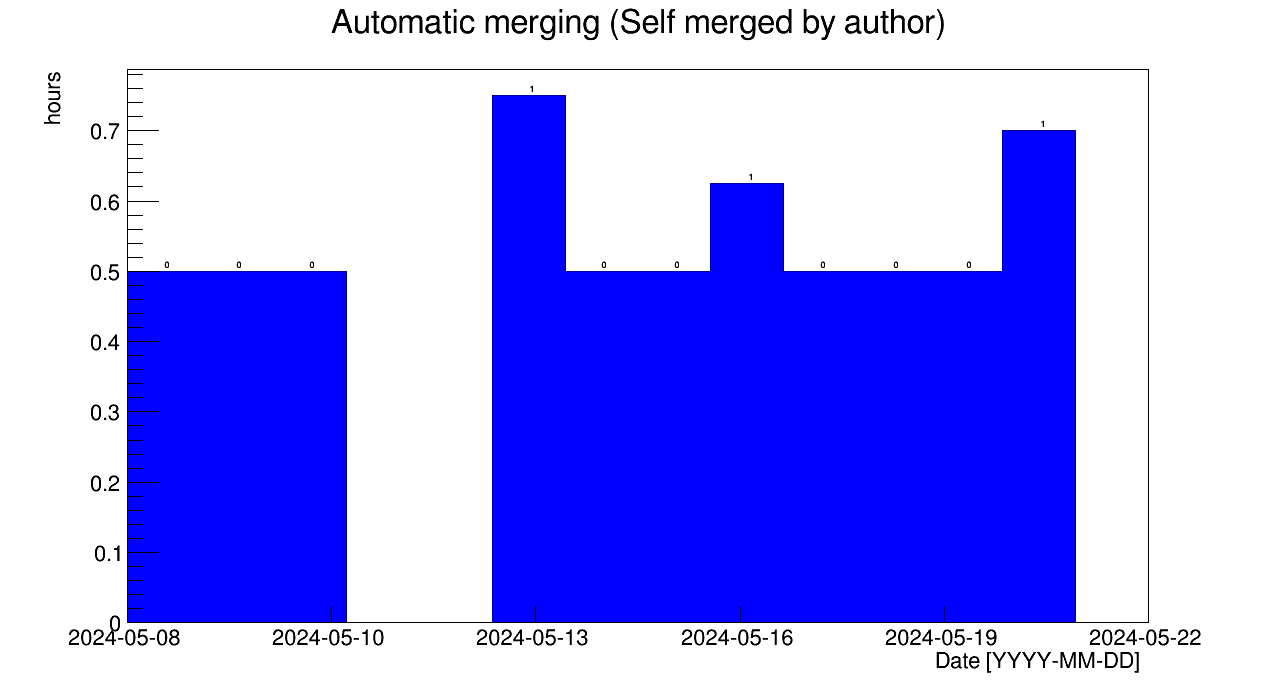 Automatic merging (Self merged by author)
hours
0.7
0.6
0.5
0.4
0.3
0.2
0.1
0
0 0 0 1 0 0 1 0 0 0 1
2024-05-08 2024-05-10 2024-05-13 2024-05-16 2024-05-19 2024-05-22
Date [YYYY-MM-DD]